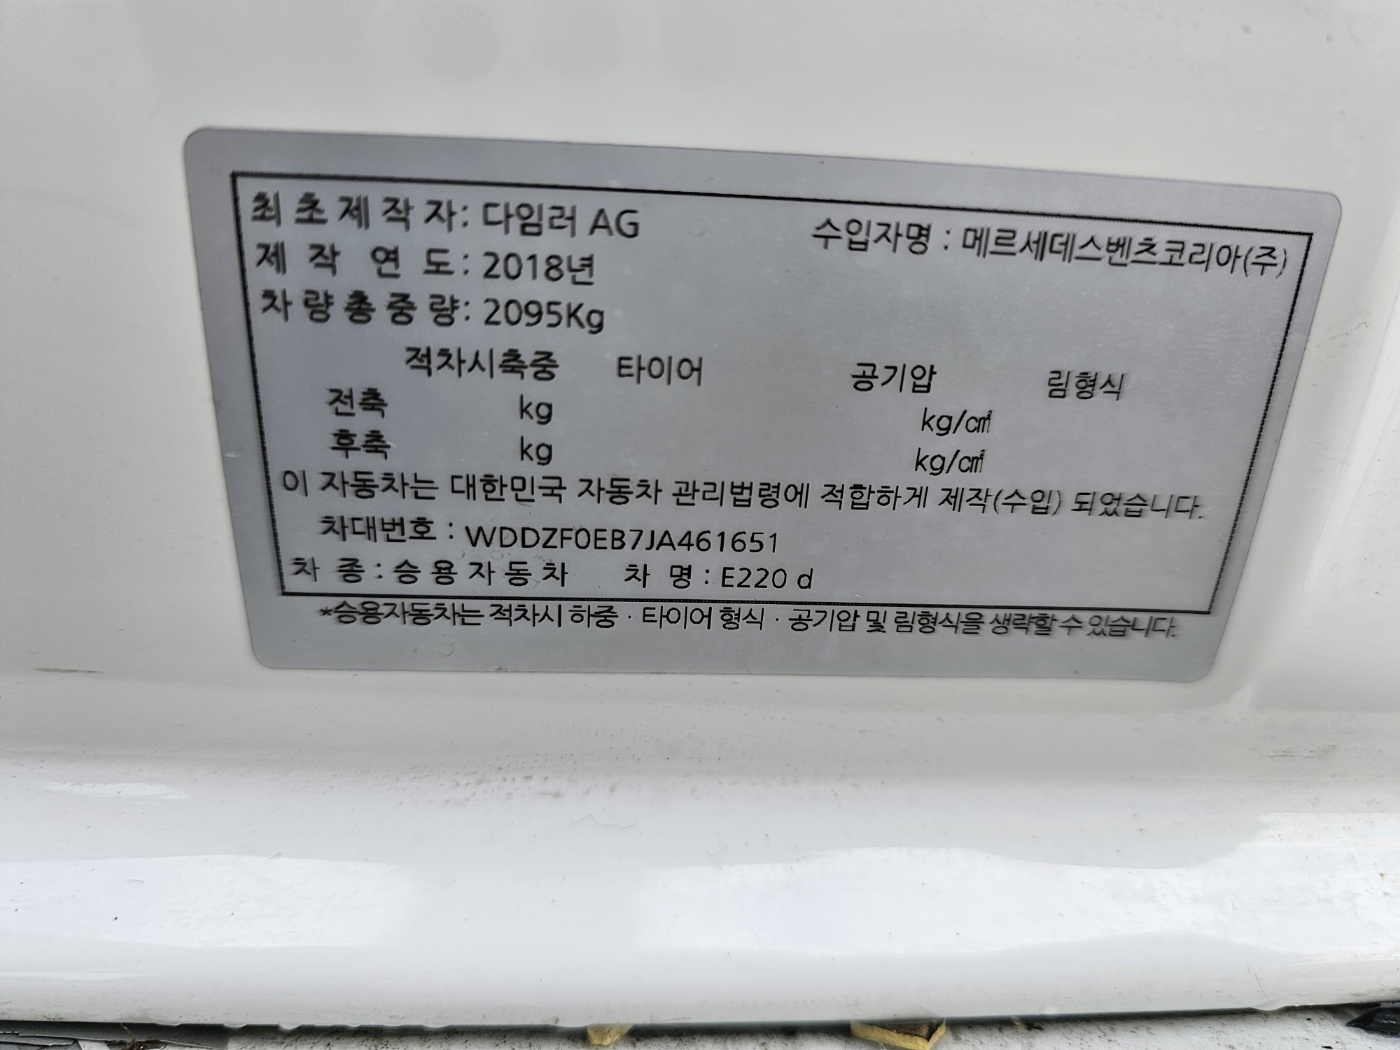 최초제작자: 다임러 AG 수입자명 : 메르세데스벤츠코리아(주)
제 작 연 도: 2018년
차량총중량: 2095Kg
적차시축중 타이어 공기압 림형식
전축 kg kg/㎠
후축 kg kg/㎠
이 자동차는 대한민국 자동차 관리법령에 적합하게 제작(수입) 되었습니다.
차대번호 : WDDZF0EB7JA461651
차 종 : 승용자동차 차 명 : E220 d
*승용자동차는 적차시 하중 · 타이어 형식 · 공기압 및 림형식을 생략할 수 있습니다.